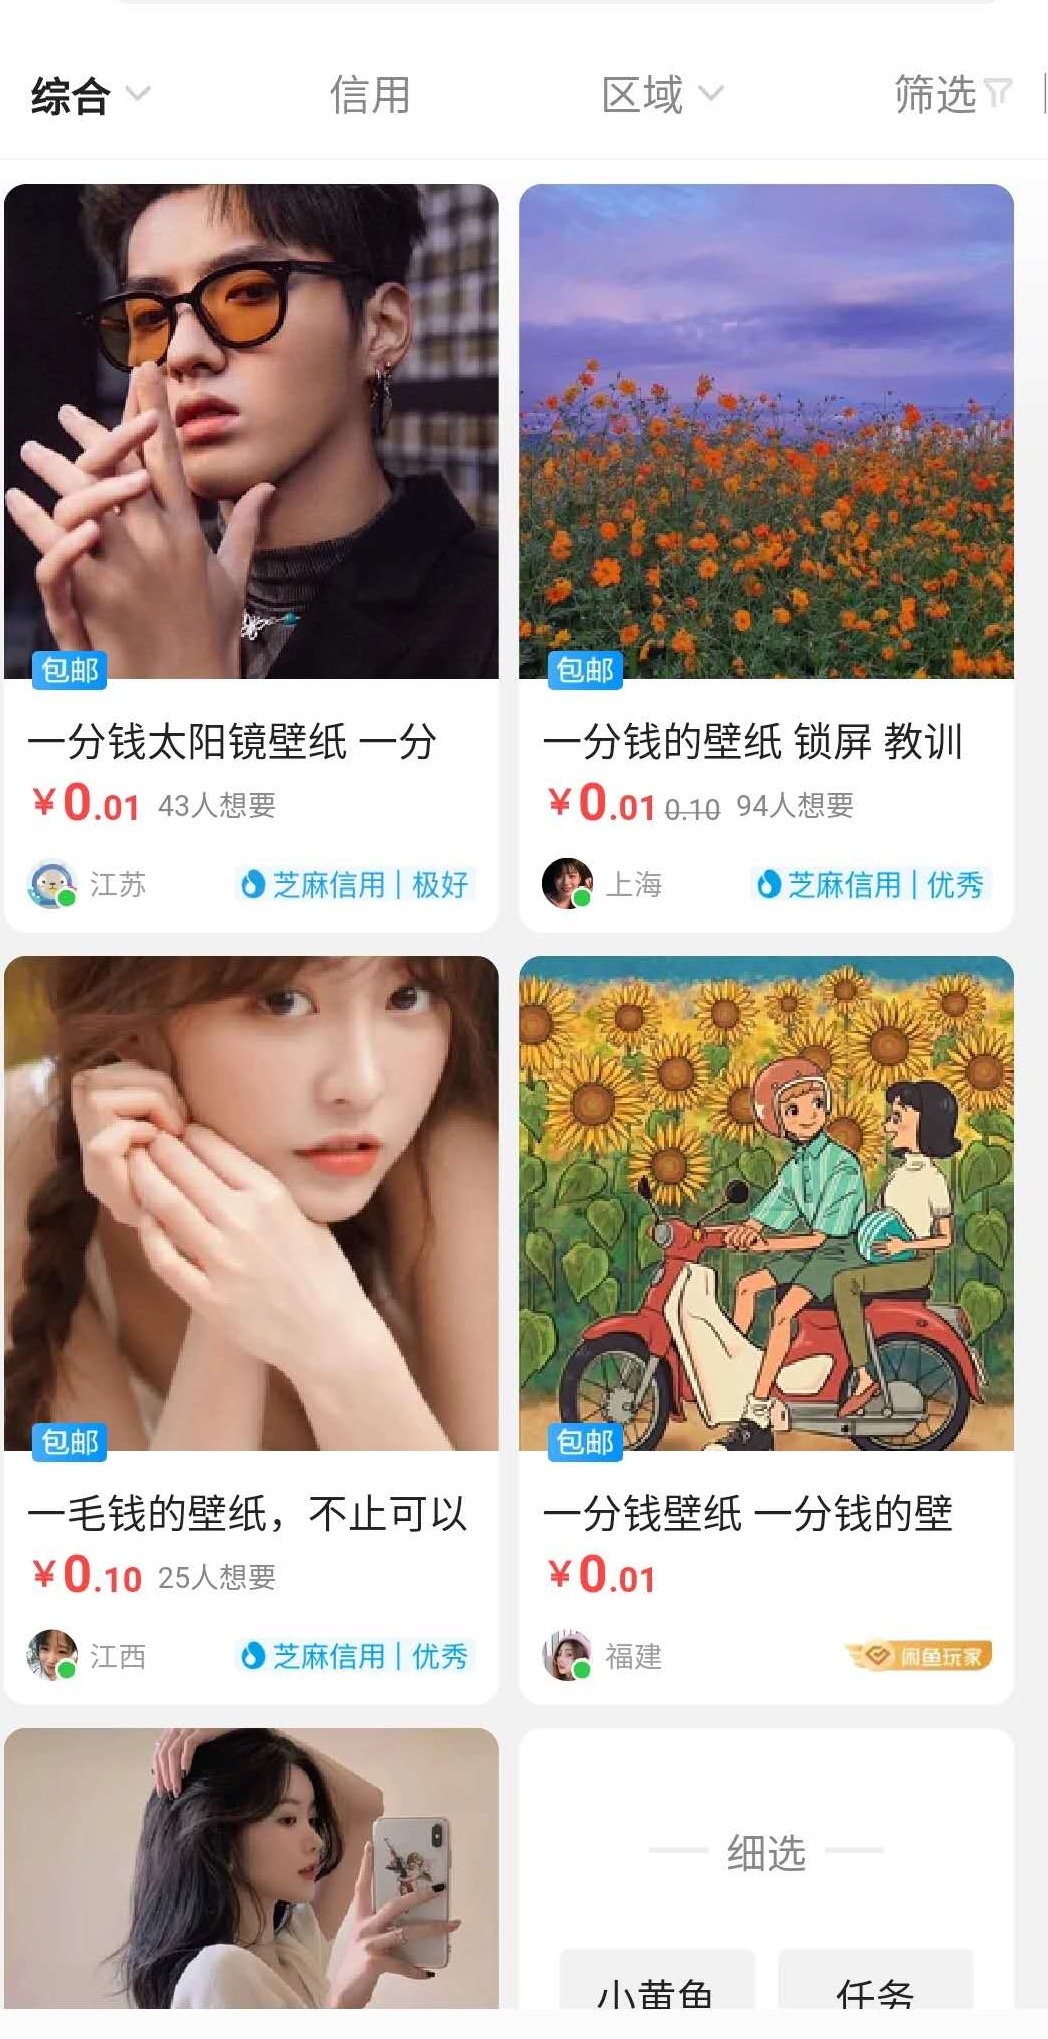 综合 信用 区域 筛选
包邮
一分钱太阳镜壁纸 一分
¥0.01 43人想要
江苏 芝麻信用|极好
包邮
一分钱的壁纸 锁屏 教训
¥0.01 0.10 94人想要
上海 芝麻信用|优秀
包邮
一毛钱的壁纸，不止可以
¥0.10 25人想要
江西 芝麻信用|优秀
包邮
一分钱壁纸 一分钱的壁
¥0.01
福建 闲鱼玩家
细选
小黄鱼 任务